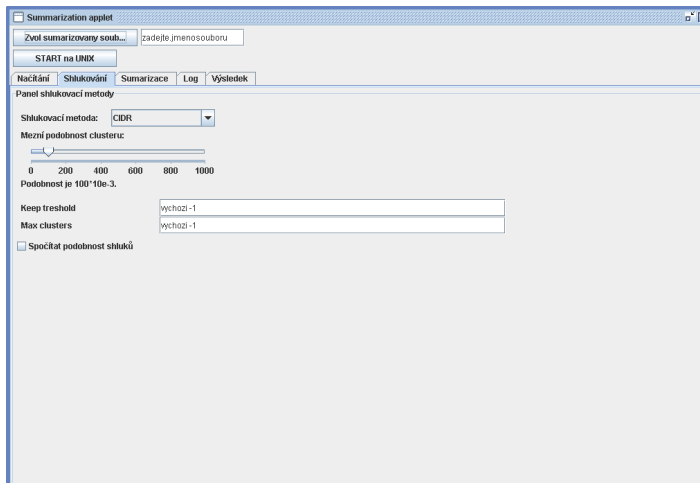 Summarization applet
Zvol sumarizovany soub... zadejte.jmenosouboru
START na UNIX
Načítání Shlukování Sumarizace Log Výsledek
Panel shlukovací metody
Shlukovací metoda: CIDR
Mezní podobnost clusteru:
0 200 400 600 800 1000
Podobnost je 100*10e-3.
Keep treshold vychozi -1
Max clusters vychozi -1
Spočítat podobnost shluků